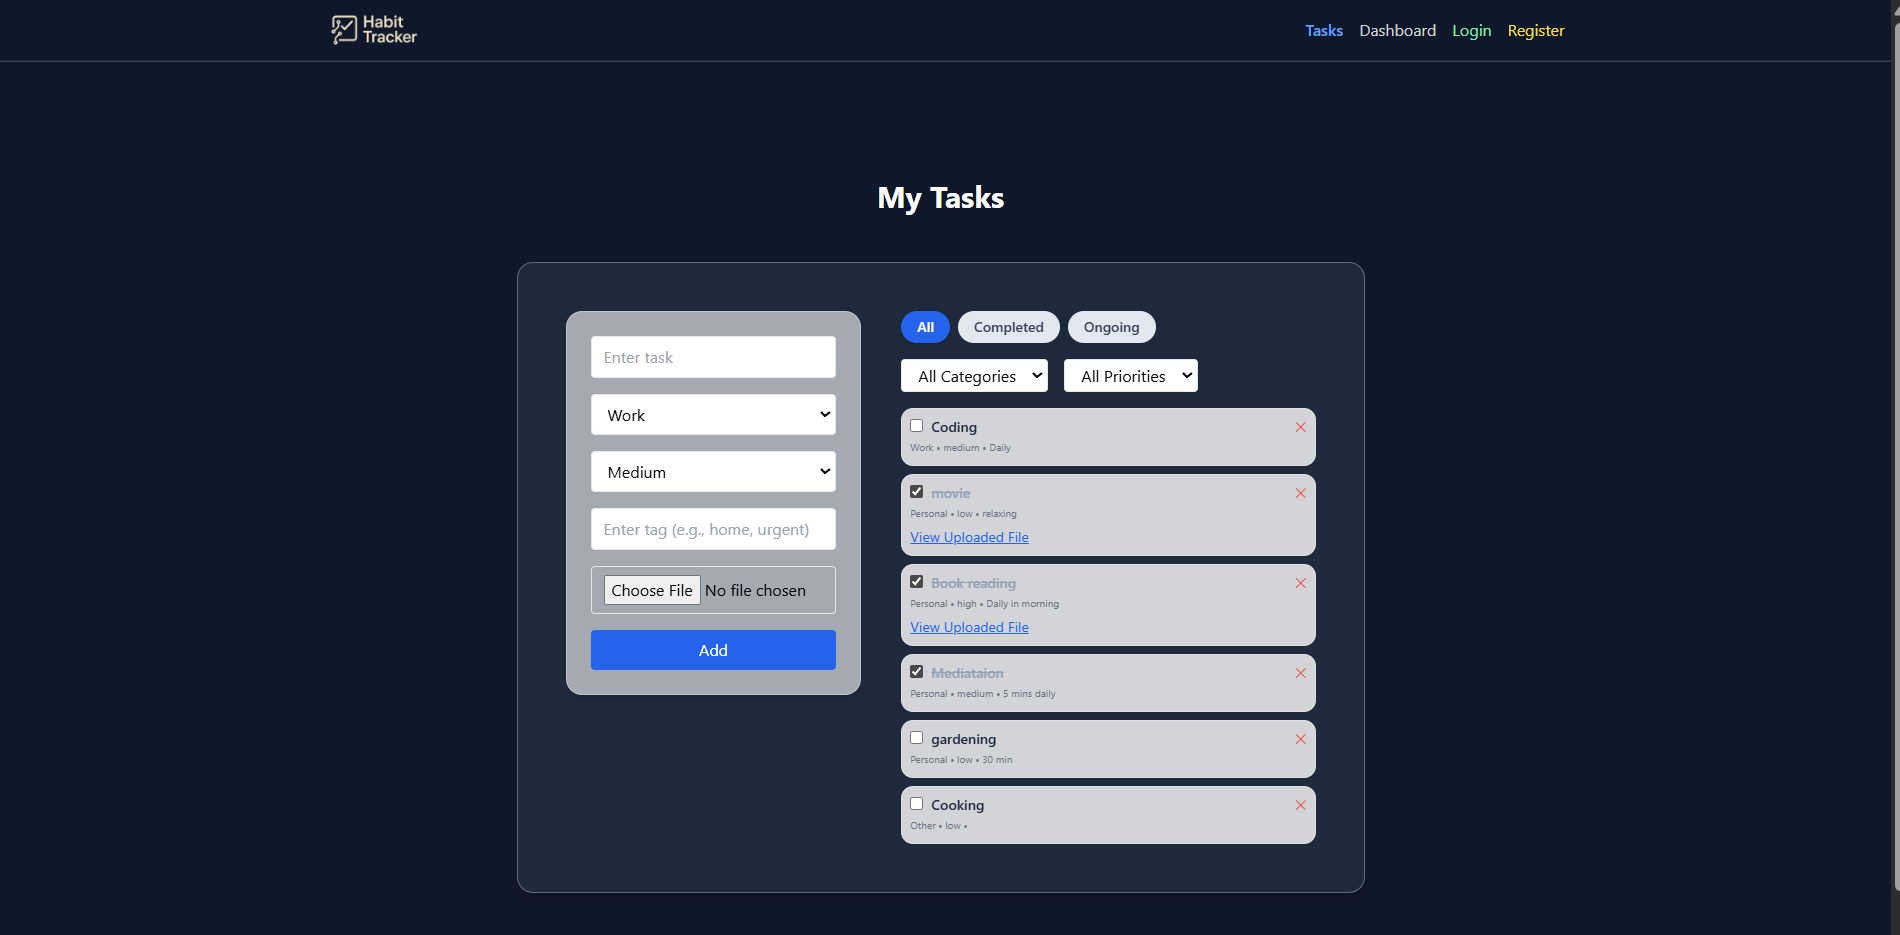 Habit
Tracker
Tasks Dashboard Login Register
My Tasks
Enter task
Work
Medium
Enter tag (e.g., home, urgent)
Choose File No file chosen
Add
All Completed Ongoing
All Categories All Priorities
Coding
Work • medium • Daily
movie
Personal • low • relaxing
View Uploaded File
Book reading
Personal • high • Daily in morning
View Uploaded File
Mediataion
Personal • medium • 5 mins daily
gardening
Personal • low • 30 min
Cooking
Other • low •